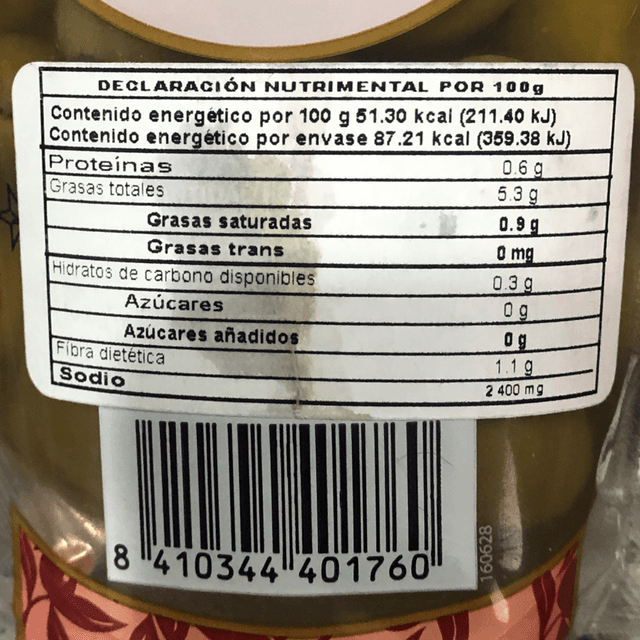 DECLARACIÓN NUTRIMENTAL POR 100g
Contenido energético por 100 g 51.30 kcal (211.40 kJ)
Contenido energético por envase 87.21 kcal (359.38 kJ)
Proteínas 0.6 g
Grasas totales 5.3 g
Grasas saturadas 0.9 g
Grasas trans 0 mg
Hidratos de carbono disponibles 0.3 g
Azúcares 0 g
Azúcares añadidos 0 g
Fibra dietética 1.1 g
Sodio 2 400 mg
8 410344 401760
160628